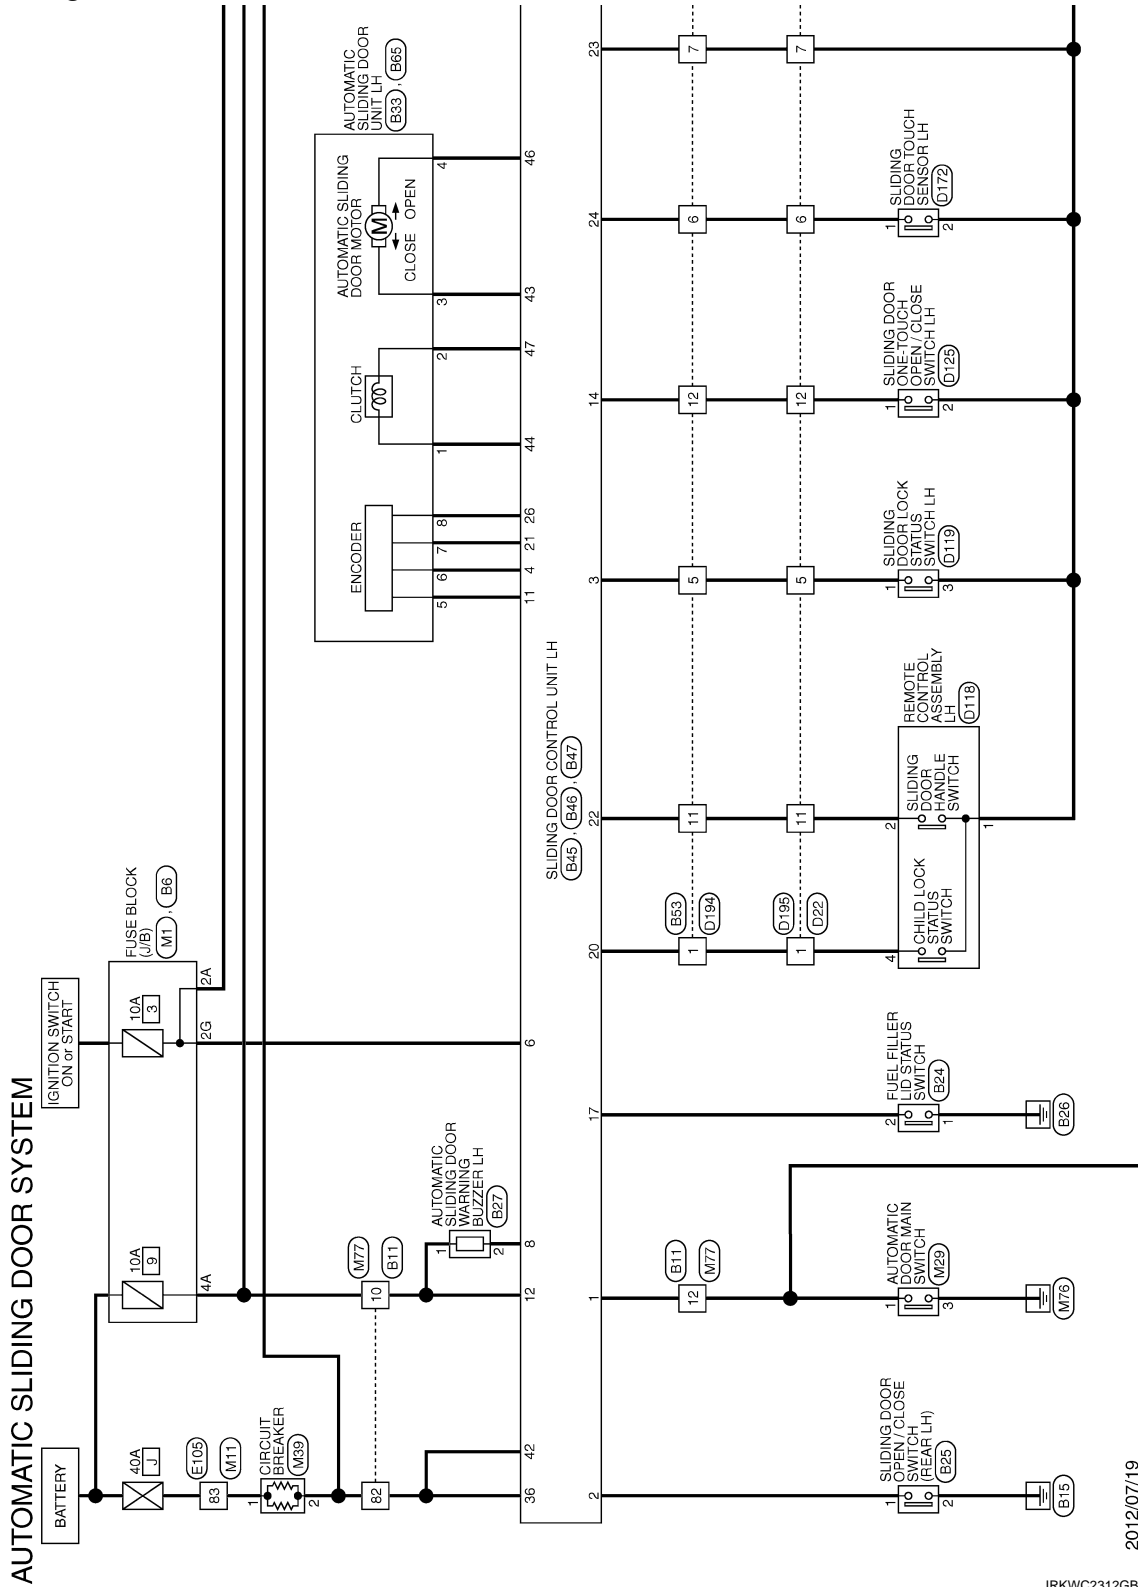 AUTOMATIC SLIDING DOOR SYSTEM
BATTERY
IGNITION SWITCH
ON or START
FUSE BLOCK
(J/B)
M1 , B6
40A
J
10A
9
10A
3
4A
2G
2A
E105
83
M11
CIRCUIT
BREAKER
M39
1
2
82
M77
10
B11
AUTOMATIC
SLIDING DOOR
WARNING
BUZZER LH
B27
1
2
ENCODER
CLUTCH
AUTOMATIC SLIDING
DOOR MOTOR
M
CLOSE OPEN
AUTOMATIC
SLIDING DOOR
UNIT LH
B33 , B65
5
6
7
8
1
2
3
4
36
42
12
8
6
11
4
21
26
44
47
43
46
SLIDING DOOR CONTROL UNIT LH
B45 , B46 , B47
2
1
17
20
22
3
14
24
23
B11
12
M77
B53
1
D194
11
5
12
6
7
D195
1
D22
11
5
12
6
7
SLIDING DOOR
OPEN / CLOSE
SWITCH
(REAR LH)
B25
1
2
B15
AUTOMATIC
DOOR MAIN
SWITCH
M29
1
3
M76
FUEL FILLER
LID STATUS
SWITCH
B24
2
1
B26
4
CHILD LOCK
STATUS
SWITCH
2
SLIDING
DOOR
HANDLE
SWITCH
1
REMOTE
CONTROL
ASSEMBLY
LH
D118
SLIDING
DOOR LOCK
STATUS
SWITCH LH
D119
1
3
SLIDING DOOR
ONE-TOUCH
OPEN / CLOSE
SWITCH LH
D125
1
2
SLIDING
DOOR TOUCH
SENSOR LH
D172
1
2
2012/07/19
JRKWC2312GB